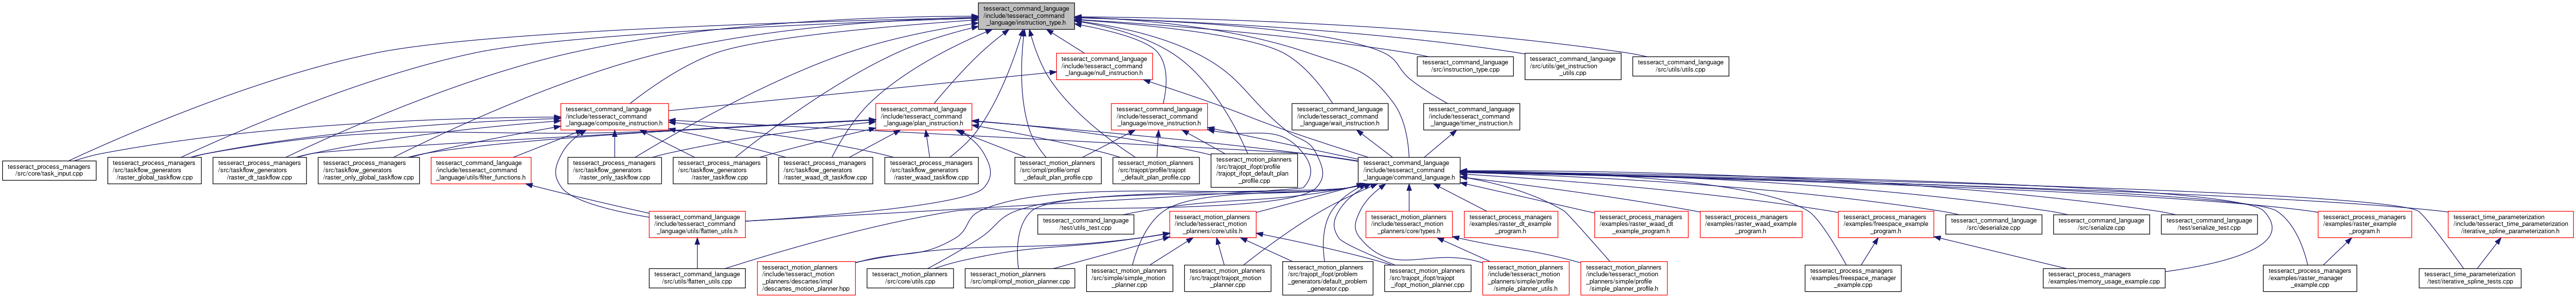 tesseract_command_language
/include/tesseract_command
_language/instruction_type.h
tesseract_command_language
/include/tesseract_command
_language/null_instruction.h
tesseract_command_language
/src/instruction_type.cpp
tesseract_command_language
/src/utils/get_instruction
_utils.cpp
tesseract_command_language
/src/utils/utils.cpp
tesseract_command_language
/include/tesseract_command
_language/composite_instruction.h
tesseract_command_language
/include/tesseract_command
_language/plan_instruction.h
tesseract_command_language
/include/tesseract_command
_language/move_instruction.h
tesseract_command_language
/include/tesseract_command
_language/wait_instruction.h
tesseract_command_language
/include/tesseract_command
_language/timer_instruction.h
tesseract_process_managers
/src/core/task_input.cpp
tesseract_process_managers
/src/taskflow_generators
/raster_global_taskflow.cpp
tesseract_process_managers
/src/taskflow_generators
/raster_dt_taskflow.cpp
tesseract_process_managers
/src/taskflow_generators
/raster_only_global_taskflow.cpp
tesseract_command_language
/include/tesseract_command
_language/utils/filter_functions.h
tesseract_process_managers
/src/taskflow_generators
/raster_only_taskflow.cpp
tesseract_process_managers
/src/taskflow_generators
/raster_taskflow.cpp
tesseract_process_managers
/src/taskflow_generators
/raster_waad_dt_taskflow.cpp
tesseract_process_managers
/src/taskflow_generators
/raster_waad_taskflow.cpp
tesseract_motion_planners
/src/ompl/profile/ompl
_default_plan_profile.cpp
tesseract_motion_planners
/src/trajopt/profile/trajopt
_default_plan_profile.cpp
tesseract_motion_planners
/src/trajopt_ifopt/profile
/trajopt_ifopt_default_plan
_profile.cpp
tesseract_command_language
/include/tesseract_command
_language/command_language.h
tesseract_command_language
/include/tesseract_command
_language/utils/flatten_utils.h
tesseract_command_language
/test/utils_test.cpp
tesseract_motion_planners
/include/tesseract_motion
_planners/core/utils.h
tesseract_motion_planners
/include/tesseract_motion
_planners/core/types.h
tesseract_process_managers
/examples/raster_dt_example
_program.h
tesseract_process_managers
/examples/raster_waad_dt
_example_program.h
tesseract_process_managers
/examples/raster_waad_example
_program.h
tesseract_process_managers
/examples/freespace_example
_program.h
tesseract_command_language
/src/deserialize.cpp
tesseract_command_language
/src/serialize.cpp
tesseract_command_language
/test/serialize_test.cpp
tesseract_process_managers
/examples/raster_example
_program.h
tesseract_time_parameterization
/include/tesseract_time_parameterization
/iterative_spline_parameterization.h
tesseract_command_language
/src/utils/flatten_utils.cpp
tesseract_motion_planners
/include/tesseract_motion
_planners/descartes/impl
/descartes_motion_planner.hpp
tesseract_motion_planners
/src/core/utils.cpp
tesseract_motion_planners
/src/ompl/ompl_motion_planner.cpp
tesseract_motion_planners
/src/simple/simple_motion
_planner.cpp
tesseract_motion_planners
/src/trajopt/trajopt_motion
_planner.cpp
tesseract_motion_planners
/src/trajopt_ifopt/problem
_generators/default_problem
_generator.cpp
tesseract_motion_planners
/src/trajopt_ifopt/trajopt
_ifopt_motion_planner.cpp
tesseract_motion_planners
/include/tesseract_motion
_planners/simple/profile
/simple_planner_utils.h
tesseract_motion_planners
/include/tesseract_motion
_planners/simple/profile
/simple_planner_profile.h
tesseract_process_managers
/examples/freespace_manager
_example.cpp
tesseract_process_managers
/examples/memory_usage_example.cpp
tesseract_process_managers
/examples/raster_manager
_example.cpp
tesseract_time_parameterization
/test/iterative_spline_tests.cpp